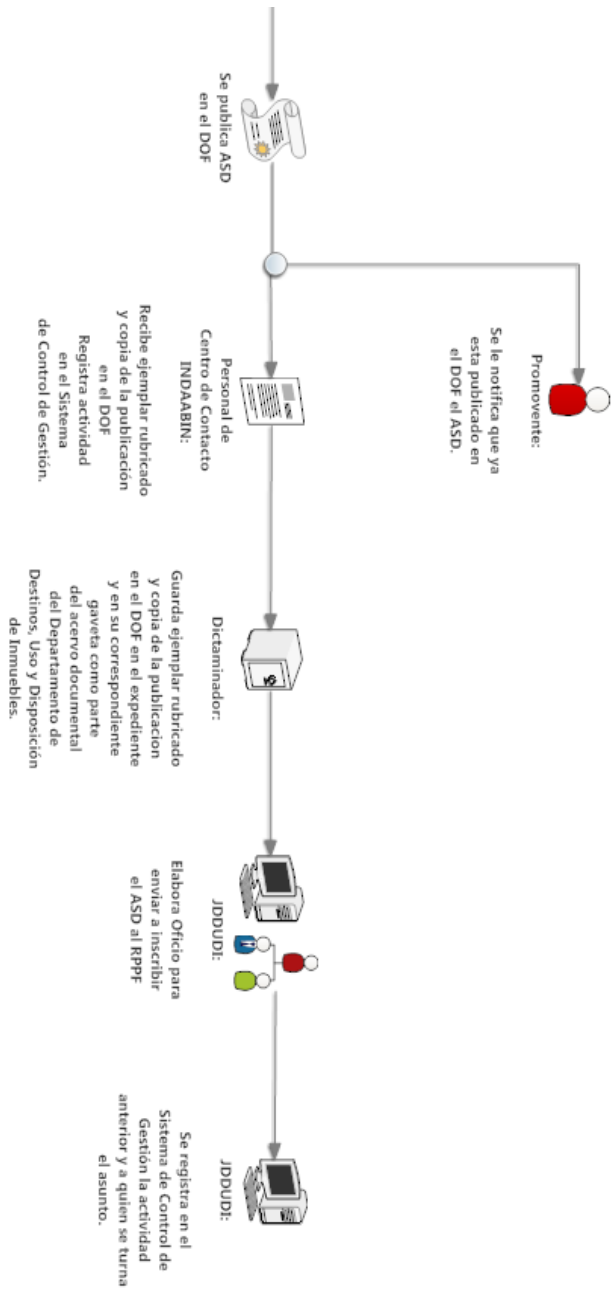 Promovente:
Se le notifica que ya
esta publicado en
el DOF el ASD.
Se publica ASD
en el DOF
Personal de
Centro de Contacto
INDAABIN:
Recibe ejemplar rubricado
y copia de la publicación
en el DOF
Registra actividad
en el Sistema
de Control de Gestión.
Dictaminador:
Guarda ejemplar rubricado
y copia de la publicacion
en el DOF en el expediente
y en su correspondiente
gaveta como parte
del acervo documental
del Departamento de
Destinos, Uso y Disposición
de Inmuebles.
JDDUDI:
Elabora Oficio para
enviar a inscribir
el ASD al RPPF
JDDUDI:
Se registra en el
Sistema de Control de
Gestión la actividad
anterior y a quien se turna
el asunto.